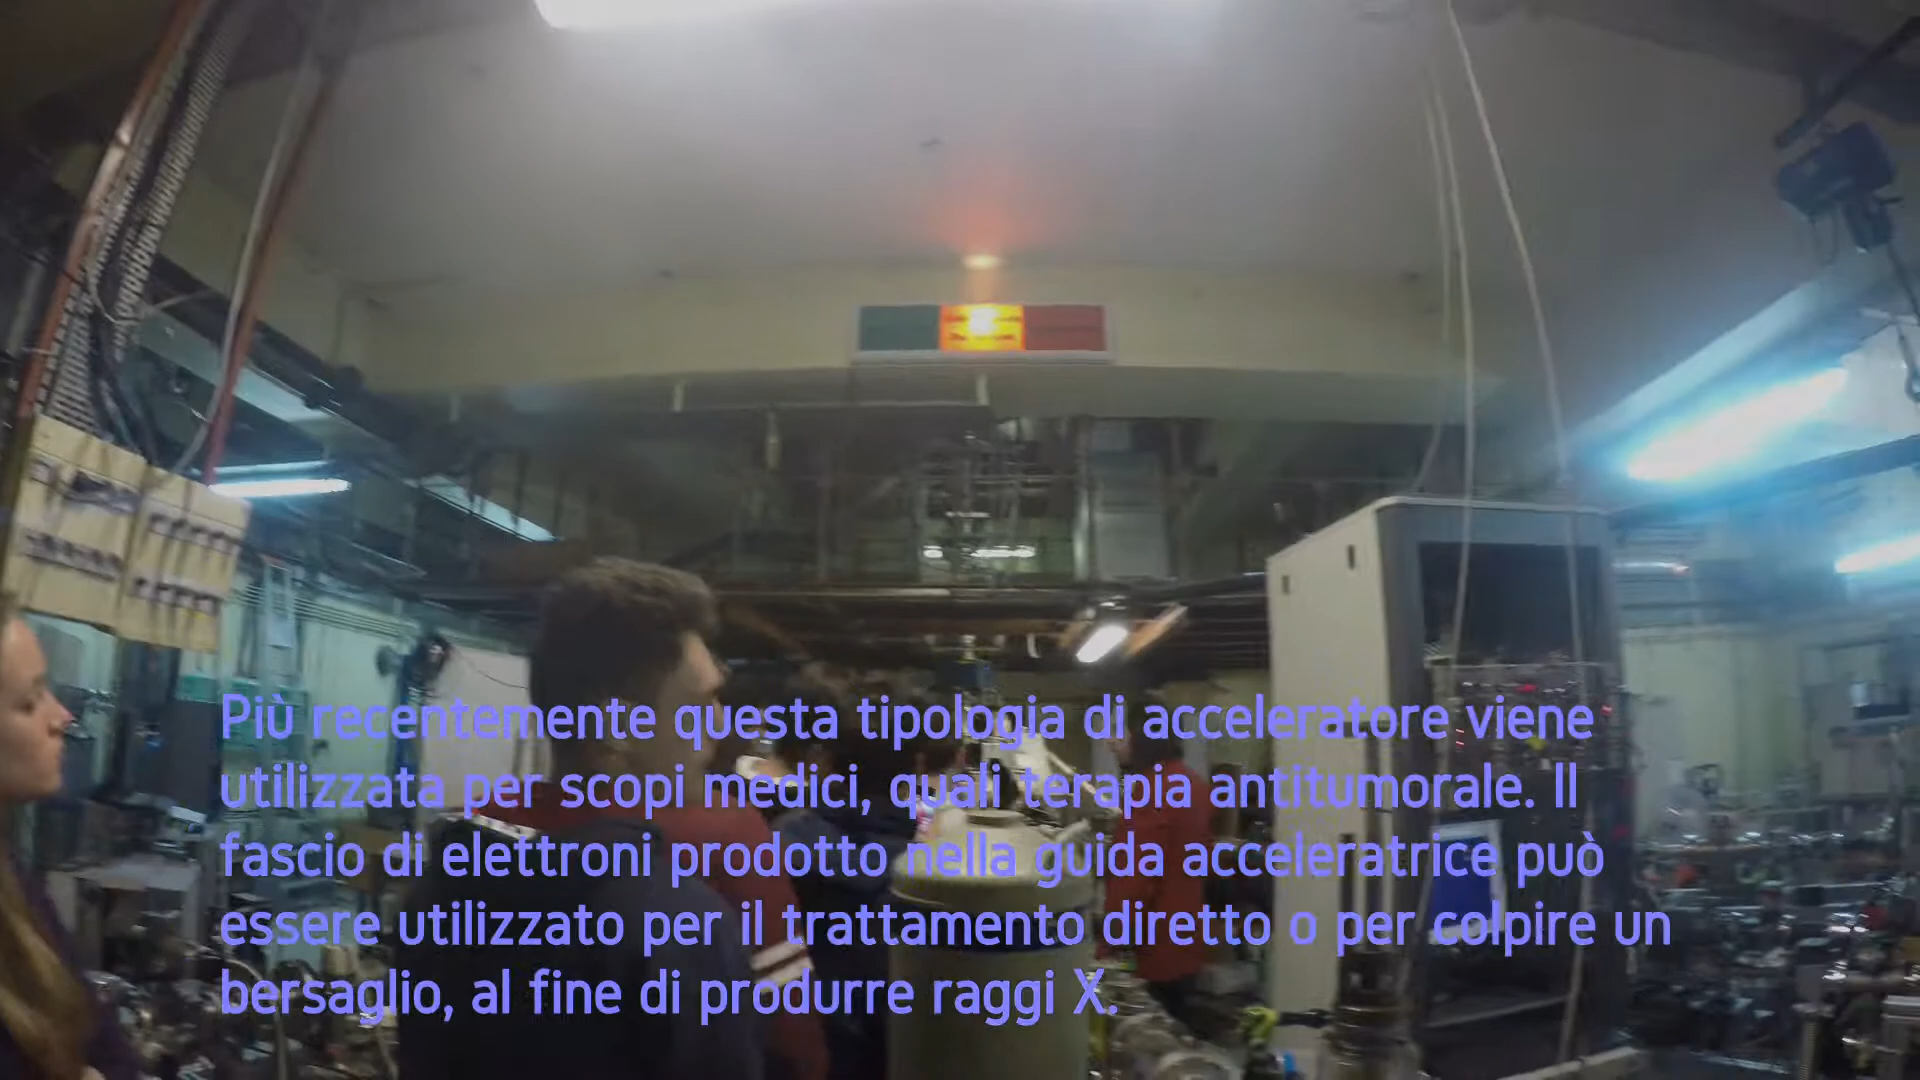 Più recentemente questa tipologia di acceleratore viene
utilizzata per scopi medici, quali terapia antitumorale. Il
fascio di elettroni prodotto nella guida acceleratrice può
essere utilizzato per il trattamento diretto o per colpire un
bersaglio, al fine di produrre raggi X.